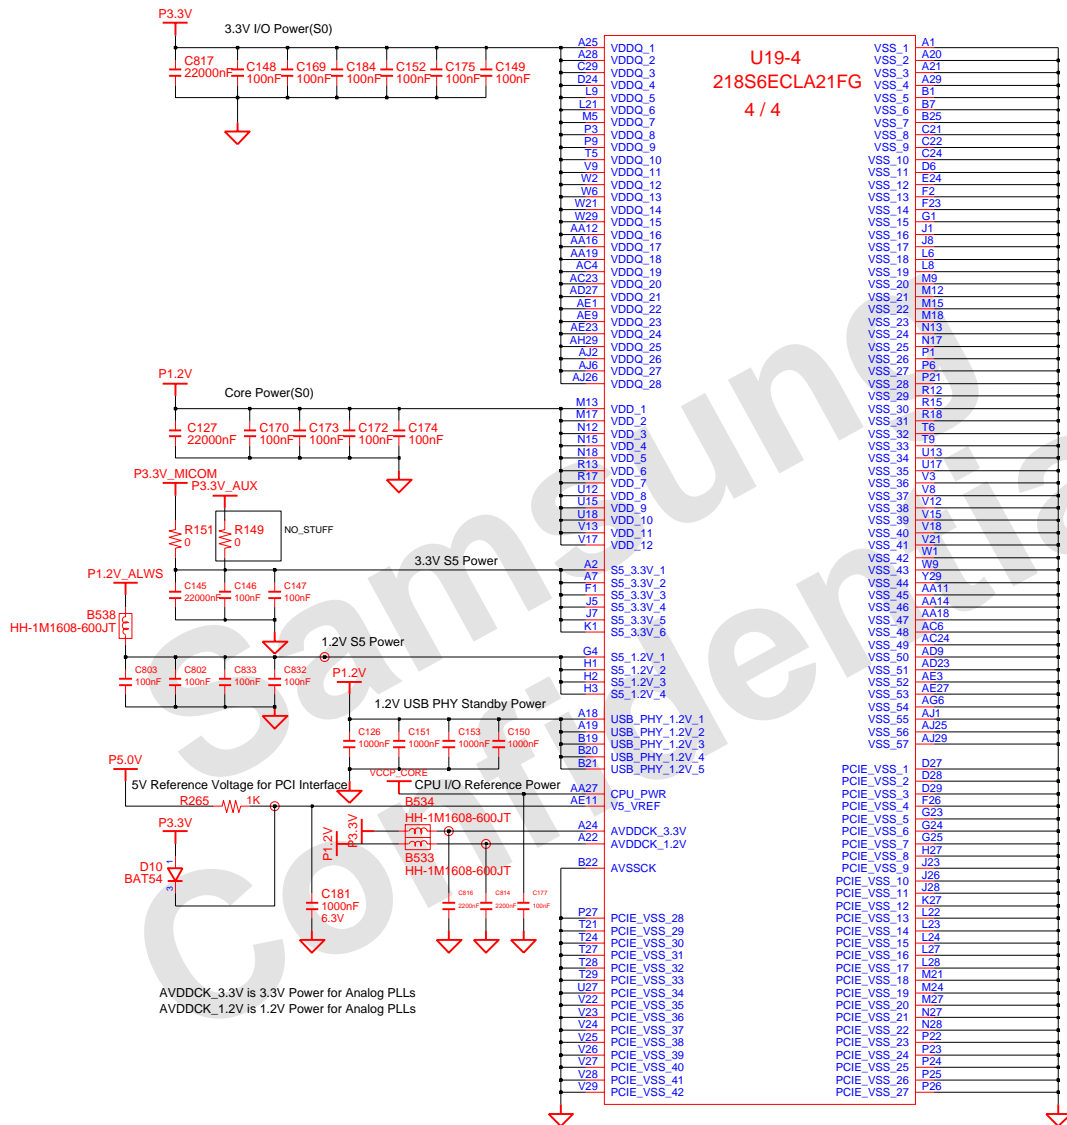 P3.3V
3.3V I/O Power(S0)
C817
22000nF
C148
100nF
C169
100nF
C184
100nF
C152
100nF
C175
100nF
C149
100nF
P1.2V
Core Power(S0)
C127
22000nF
C170
100nF
C173
100nF
C172
100nF
C174
100nF
P3.3V_MICOM
P3.3V_AUX
R151
0
R149
0
NO_STUFF
3.3V S5 Power
C145
22000nF
C146
100nF
C147
100nF
P1.2V_ALWS
B538
HH-1M1608-600JT
1.2V S5 Power
C803
100nF
C802
100nF
C833
100nF
C832
100nF
P1.2V
1.2V USB PHY Standby Power
C126
1000nF
C151
1000nF
C153
1000nF
C150
1000nF
P5.0V
5V Reference Voltage for PCI Interface
R265
1K
VCCP_CORE
CPU I/O Reference Power
P3.3V
D10
BAT54
1
3
P1.2V
P3.3V
B534
HH-1M1608-600JT
B533
HH-1M1608-600JT
C181
1000nF
6.3V
C816
2200nF
C814
2200nF
C177
100nF
AVDDCK_3.3V is 3.3V Power for Analog PLLs
AVDDCK_1.2V is 1.2V Power for Analog PLLs
U19-4
218S6ECLA21FG
4 / 4
A25 VDDQ_1
A28 VDDQ_2
C29 VDDQ_3
D24 VDDQ_4
L9 VDDQ_5
L21 VDDQ_6
M5 VDDQ_7
P3 VDDQ_8
P9 VDDQ_9
T5 VDDQ_10
V9 VDDQ_11
W2 VDDQ_12
W6 VDDQ_13
W21 VDDQ_14
W29 VDDQ_15
AA12 VDDQ_16
AA16 VDDQ_17
AA19 VDDQ_18
AC4 VDDQ_19
AC23 VDDQ_20
AD27 VDDQ_21
AE1 VDDQ_22
AE9 VDDQ_23
AE23 VDDQ_24
AH29 VDDQ_25
AJ2 VDDQ_26
AJ6 VDDQ_27
AJ26 VDDQ_28
M13 VDD_1
M17 VDD_2
N12 VDD_3
N15 VDD_4
N18 VDD_5
R13 VDD_6
R17 VDD_7
U12 VDD_8
U15 VDD_9
U18 VDD_10
V13 VDD_11
V17 VDD_12
A2 S5_3.3V_1
A7 S5_3.3V_2
F1 S5_3.3V_3
J5 S5_3.3V_4
J7 S5_3.3V_5
K1 S5_3.3V_6
G4 S5_1.2V_1
H1 S5_1.2V_2
H2 S5_1.2V_3
H3 S5_1.2V_4
A18 USB_PHY_1.2V_1
A19 USB_PHY_1.2V_2
B19 USB_PHY_1.2V_3
B20 USB_PHY_1.2V_4
B21 USB_PHY_1.2V_5
AA27 CPU_PWR
AE11 V5_VREF
A24 AVDDCK_3.3V
A22 AVDDCK_1.2V
B22 AVSSCK
P27 PCIE_VSS_28
T21 PCIE_VSS_29
T24 PCIE_VSS_30
T27 PCIE_VSS_31
T28 PCIE_VSS_32
T29 PCIE_VSS_33
U27 PCIE_VSS_34
V22 PCIE_VSS_35
V23 PCIE_VSS_36
V24 PCIE_VSS_37
V25 PCIE_VSS_38
V26 PCIE_VSS_39
V27 PCIE_VSS_40
V28 PCIE_VSS_41
V29 PCIE_VSS_42
VSS_1 A1
VSS_2 A20
VSS_3 A21
VSS_4 A29
VSS_5 B1
VSS_6 B7
VSS_7 B25
VSS_8 C21
VSS_9 C22
VSS_10 C24
VSS_11 D6
VSS_12 E24
VSS_13 F2
VSS_14 F23
VSS_15 G1
VSS_16 J1
VSS_17 J8
VSS_18 L6
VSS_19 L8
VSS_20 M9
VSS_21 M12
VSS_22 M15
VSS_23 M18
VSS_24 N13
VSS_25 N17
VSS_26 P1
VSS_27 P6
VSS_28 P21
VSS_29 R12
VSS_30 R15
VSS_31 R18
VSS_32 T6
VSS_33 T9
VSS_34 U13
VSS_35 U17
VSS_36 V3
VSS_37 V8
VSS_38 V12
VSS_39 V15
VSS_40 V18
VSS_41 V21
VSS_42 W1
VSS_43 W9
VSS_44 Y29
VSS_45 AA11
VSS_46 AA14
VSS_47 AA18
VSS_48 AC6
VSS_49 AC24
VSS_50 AD9
VSS_51 AD23
VSS_52 AE3
VSS_53 AE27
VSS_54 AG6
VSS_55 AJ1
VSS_56 AJ25
VSS_57 AJ29
PCIE_VSS_1 D27
PCIE_VSS_2 D28
PCIE_VSS_3 D29
PCIE_VSS_4 F26
PCIE_VSS_5 G23
PCIE_VSS_6 G24
PCIE_VSS_7 G25
PCIE_VSS_8 H27
PCIE_VSS_9 J23
PCIE_VSS_10 J26
PCIE_VSS_11 J28
PCIE_VSS_12 K27
PCIE_VSS_13 L22
PCIE_VSS_14 L23
PCIE_VSS_15 L24
PCIE_VSS_16 L27
PCIE_VSS_17 L28
PCIE_VSS_18 M21
PCIE_VSS_19 M24
PCIE_VSS_20 M27
PCIE_VSS_21 N27
PCIE_VSS_22 N28
PCIE_VSS_23 P22
PCIE_VSS_24 P23
PCIE_VSS_25 P24
PCIE_VSS_26 P25
PCIE_VSS_27 P26
Samsung
Confidentia